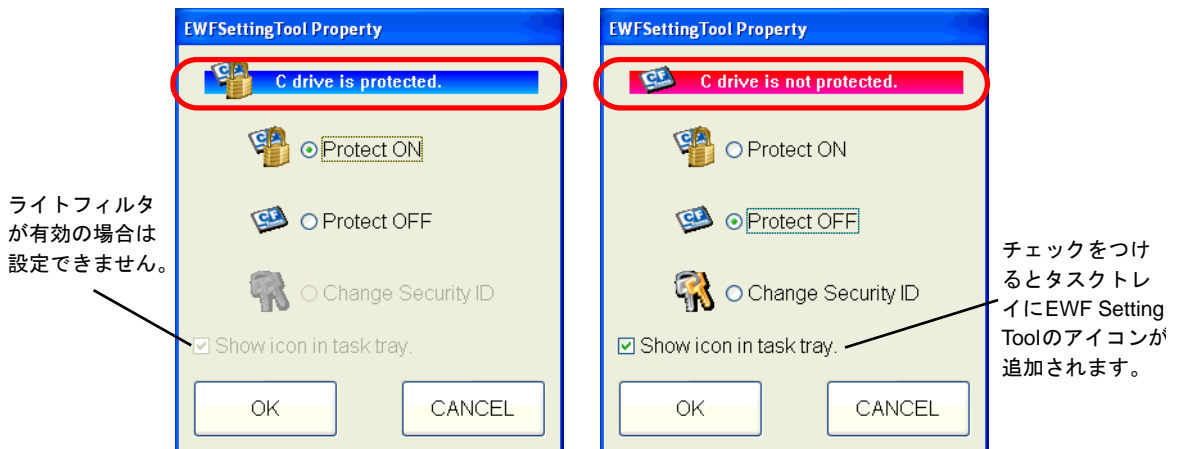 EWFSettingTool Property
C drive is protected.
Protect ON
Protect OFF
Change Security ID
Show icon in task tray.
OK
CANCEL
ライトフィルタ
が有効の場合は
設定できません。
EWFSettingTool Property
C drive is not protected.
Protect ON
Protect OFF
Change Security ID
Show icon in task tray.
OK
CANCEL
チェックをつけ
るとタスクトレ
イにEWF Setting
Toolのアイコンが
追加されます。